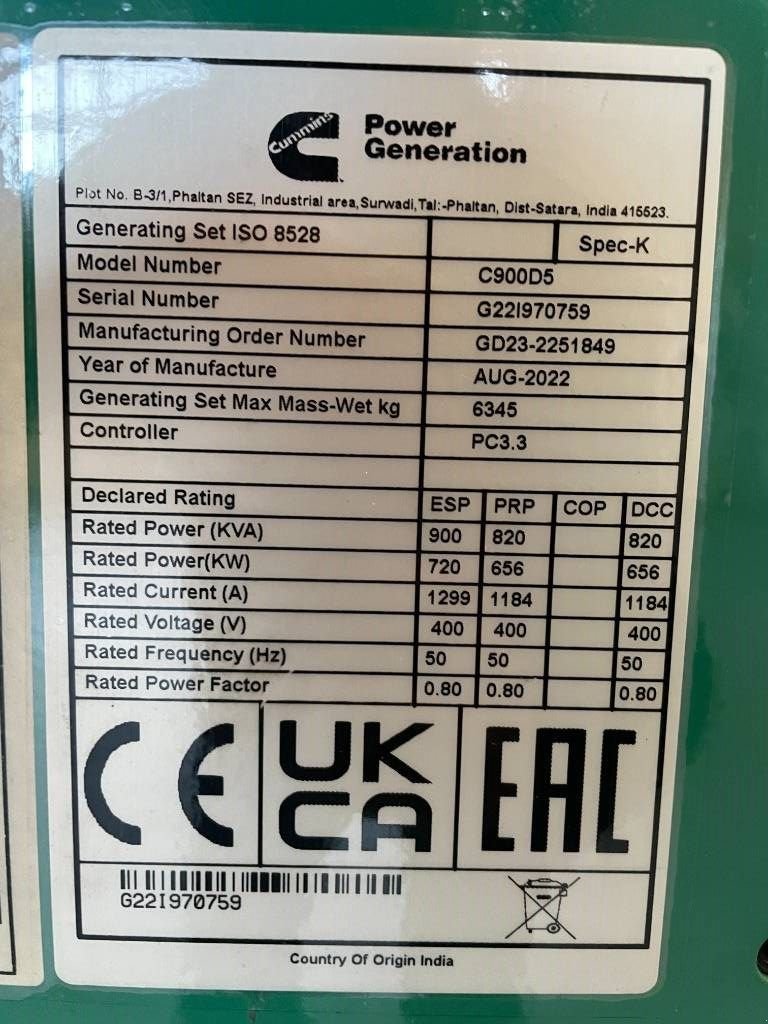 Cummins
Power
Generation
Plot No. B-3/1,Phaltan SEZ, Industrial area,Surwadi,Tal:-Phaltan, Dist-Satara, India 415523.
Generating Set ISO 8528 Spec-K
Model Number C900D5
Serial Number G22I970759
Manufacturing Order Number GD23-2251849
Year of Manufacture AUG-2022
Generating Set Max Mass-Wet kg 6345
Controller PC3.3
Declared Rating ESP PRP COP DCC
Rated Power (KVA) 900 820 820
Rated Power(KW) 720 656 656
Rated Current (A) 1299 1184 1184
Rated Voltage (V) 400 400 400
Rated Frequency (Hz) 50 50 50
Rated Power Factor 0.80 0.80 0.80
CE UK EAC
CA
G22I970759
Country Of Origin India